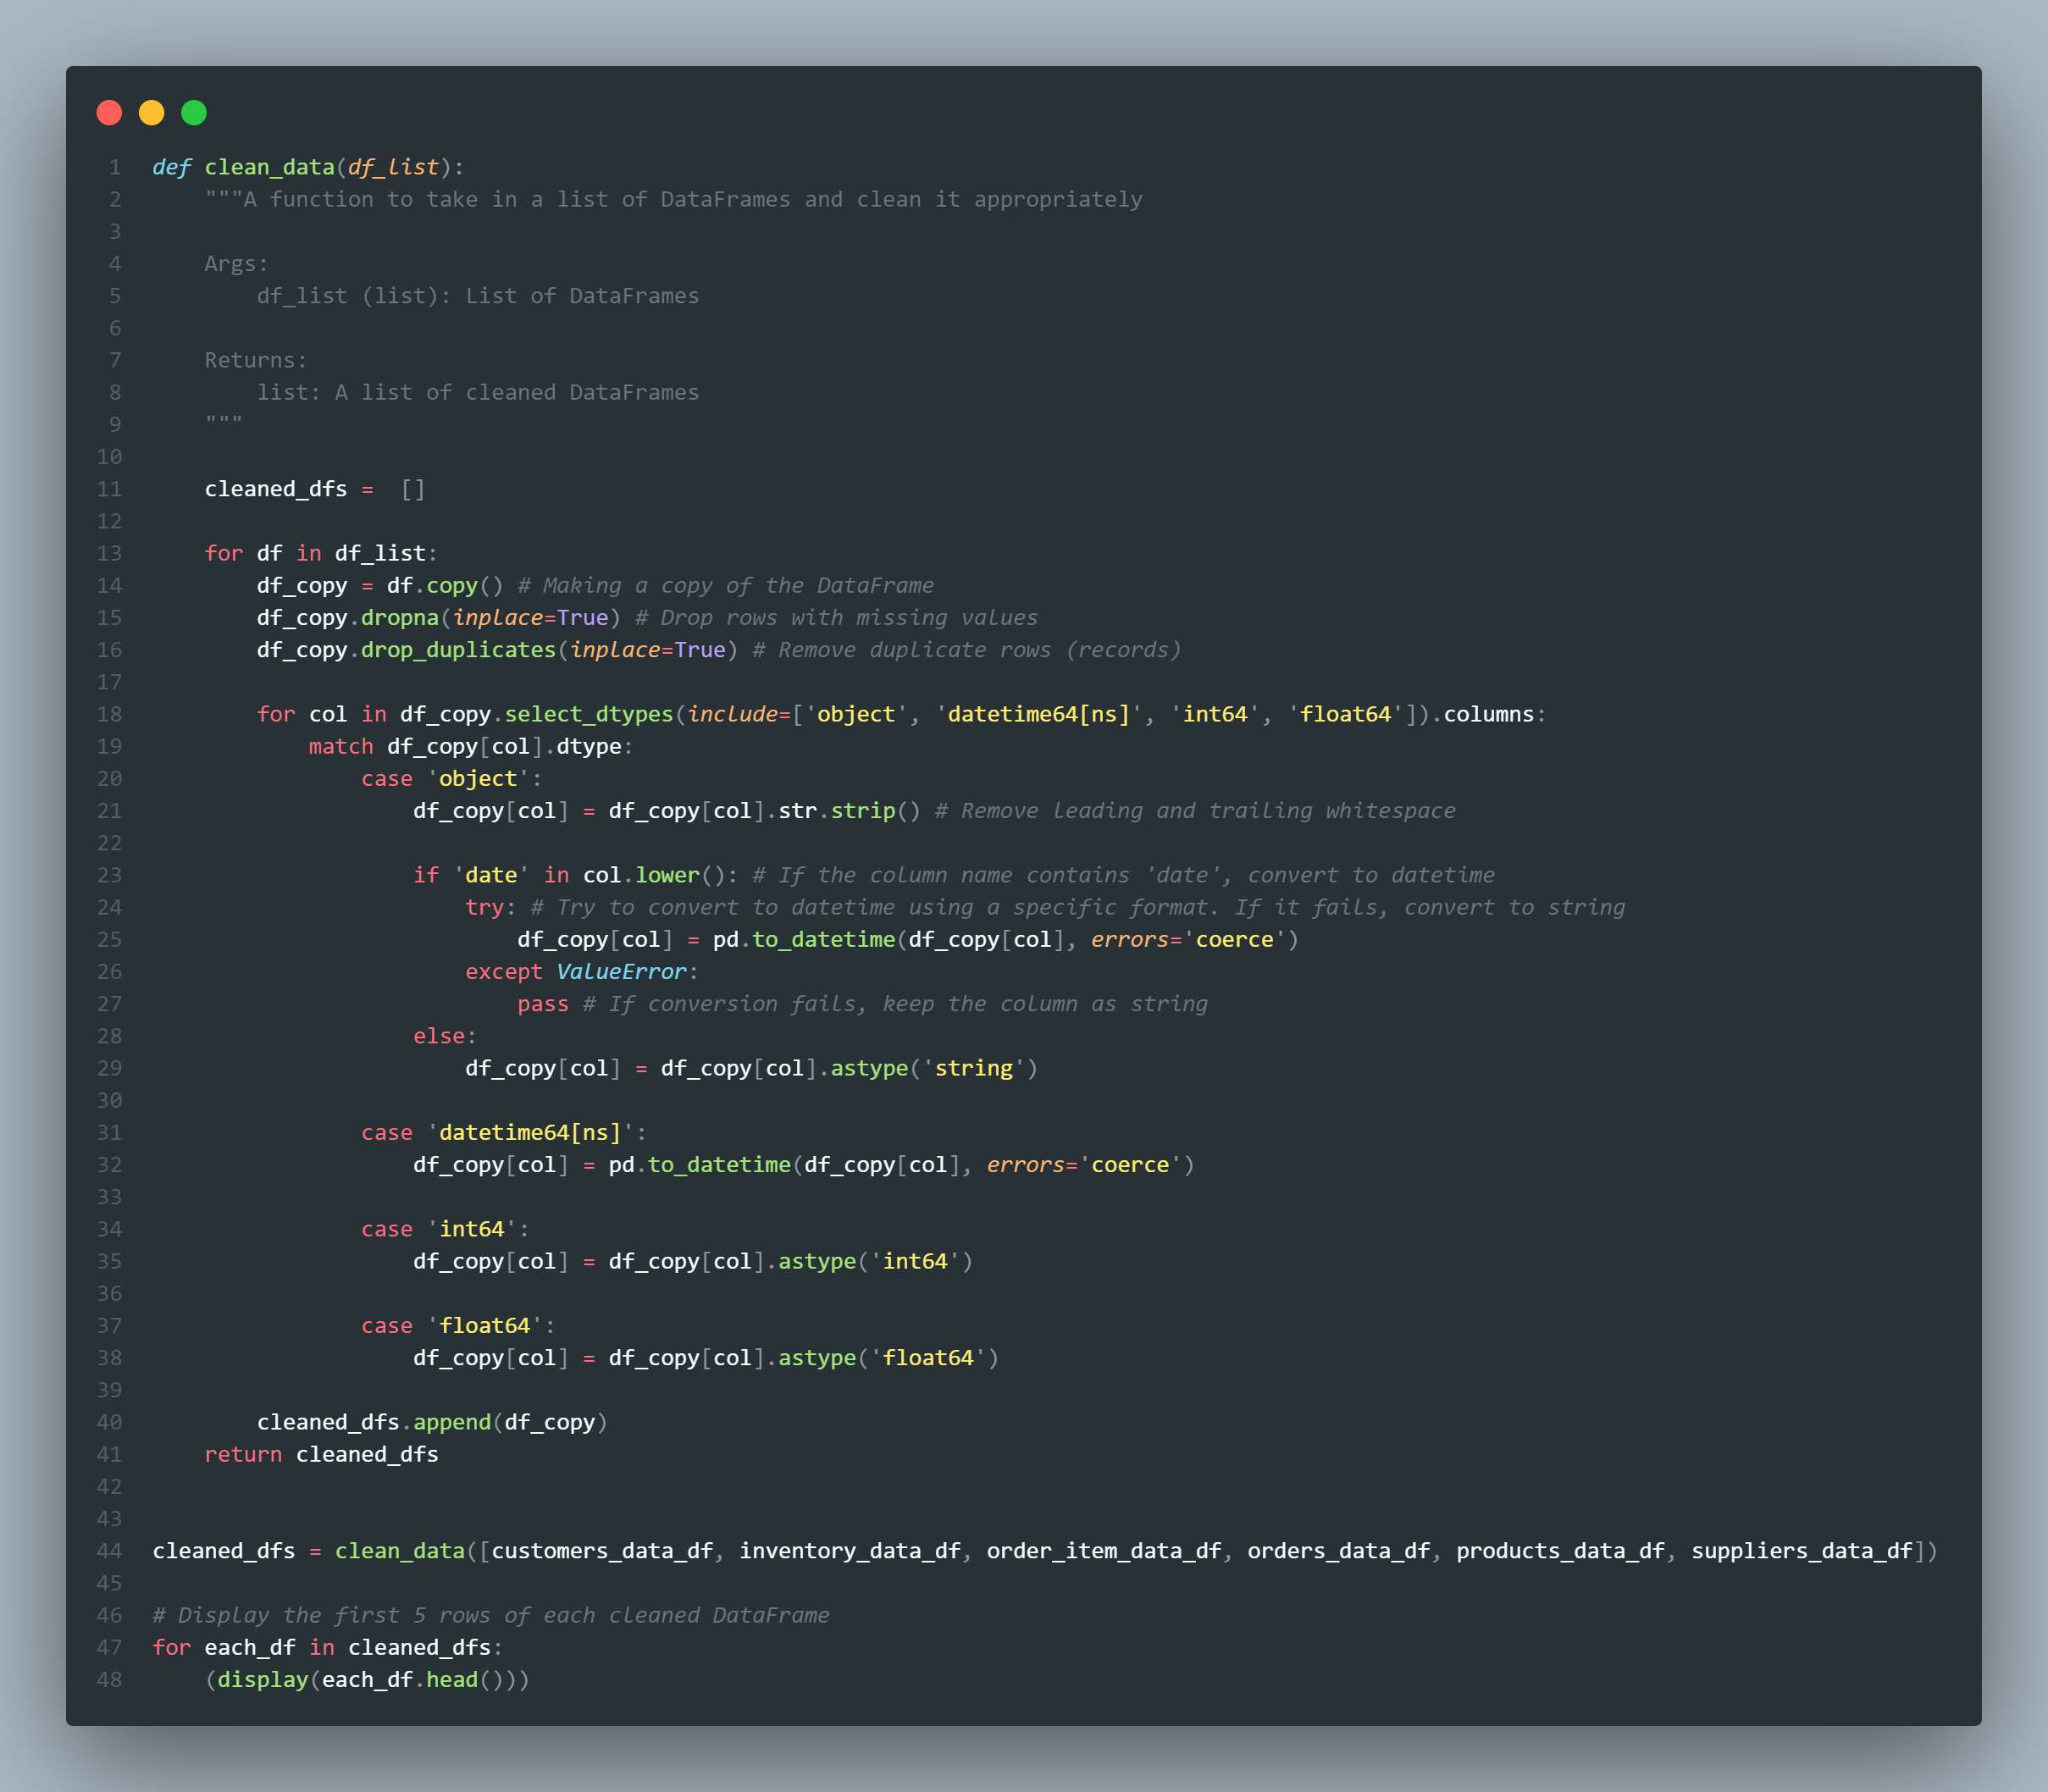 1 def clean_data(df_list):
2     """A function to take in a list of DataFrames and clean it appropriately
3
4     Args:
5         df_list (list): List of DataFrames
6
7     Returns:
8         list: A list of cleaned DataFrames
9     """
10
11     cleaned_dfs =  []
12
13     for df in df_list:
14         df_copy = df.copy() # Making a copy of the DataFrame
15         df_copy.dropna(inplace=True) # Drop rows with missing values
16         df_copy.drop_duplicates(inplace=True) # Remove duplicate rows (records)
17
18         for col in df_copy.select_dtypes(include=['object', 'datetime64[ns]', 'int64', 'float64']).columns:
19             match df_copy[col].dtype:
20                 case 'object':
21                     df_copy[col] = df_copy[col].str.strip() # Remove leading and trailing whitespace
22
23                     if 'date' in col.lower(): # If the column name contains 'date', convert to datetime
24                         try: # Try to convert to datetime using a specific format. If it fails, convert to string
25                             df_copy[col] = pd.to_datetime(df_copy[col], errors='coerce')
26                         except ValueError:
27                             pass # If conversion fails, keep the column as string
28                     else:
29                         df_copy[col] = df_copy[col].astype('string')
30
31                 case 'datetime64[ns]':
32                     df_copy[col] = pd.to_datetime(df_copy[col], errors='coerce')
33
34                 case 'int64':
35                     df_copy[col] = df_copy[col].astype('int64')
36
37                 case 'float64':
38                     df_copy[col] = df_copy[col].astype('float64')
39
40         cleaned_dfs.append(df_copy)
41     return cleaned_dfs
42
43
44 cleaned_dfs = clean_data([customers_data_df, inventory_data_df, order_item_data_df, orders_data_df, products_data_df, suppliers_data_df])
45
46 # Display the first 5 rows of each cleaned DataFrame
47 for each_df in cleaned_dfs:
48     (display(each_df.head()))